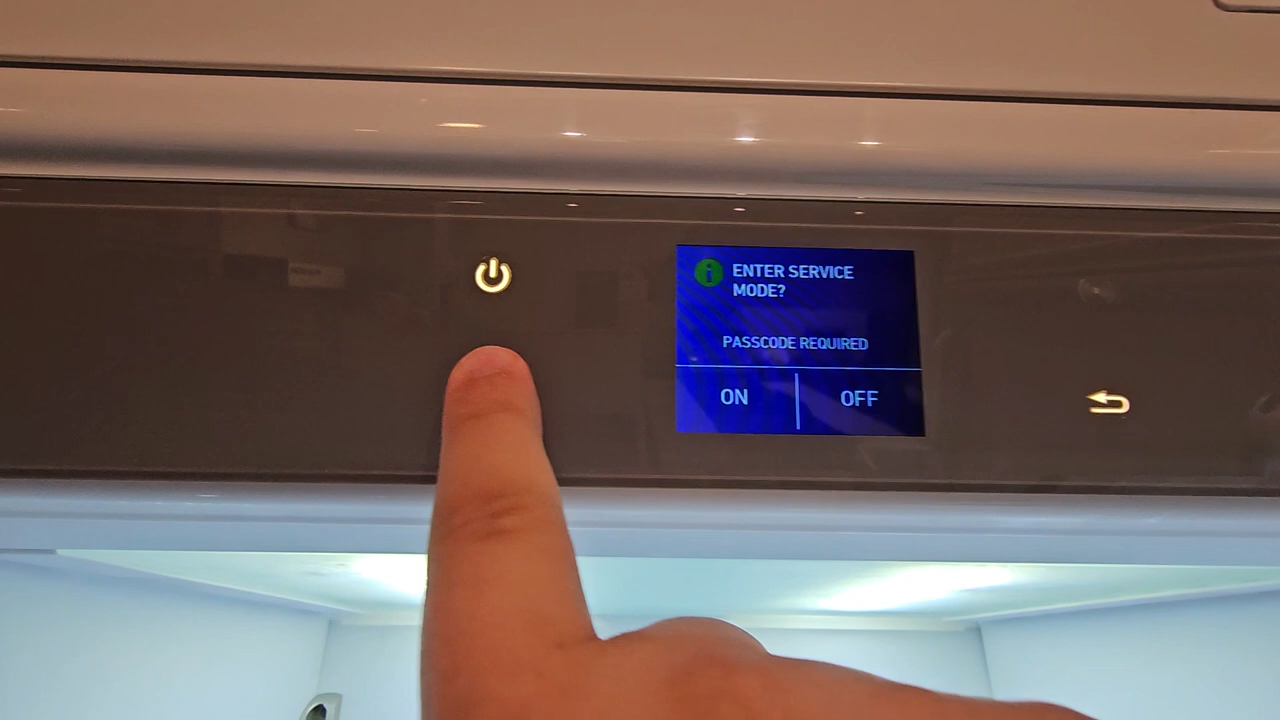 ENTER SERVICE
MODE?
PASSCODE REQUIRED
ON
OFF